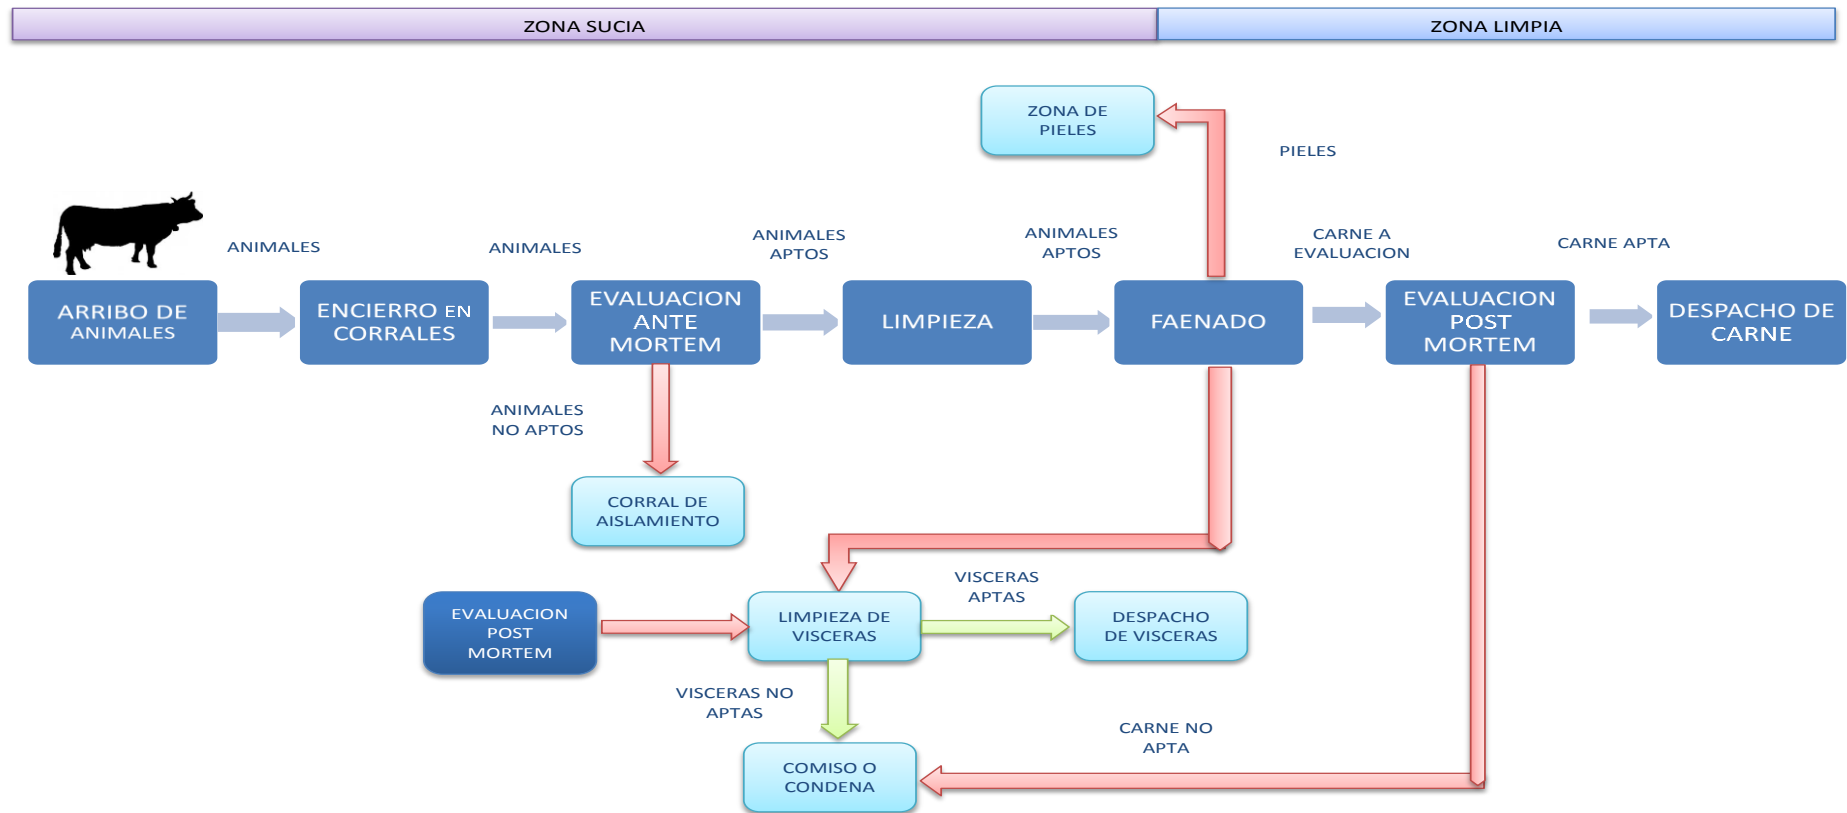 ZONA SUCIA
ZONA LIMPIA
ZONA DE
PIELES
PIELES
ANIMALES
ANIMALES
ANIMALES
APTOS
ANIMALES
APTOS
CARNE A
EVALUACION
CARNE APTA
ARRIBO DE
ANIMALES
ENCIERRO EN
CORRALES
EVALUACION
ANTE
MORTEM
LIMPIEZA
FAENADO
EVALUACION
POST
MORTEM
DESPACHO DE
CARNE
ANIMALES
NO APTOS
CORRAL DE
AISLAMIENTO
EVALUACION
POST
MORTEM
LIMPIEZA DE
VISCERAS
VISCERAS
APTAS
DESPACHO
DE VISCERAS
VISCERAS NO
APTAS
CARNE NO
APTA
COMISO O
CONDENA